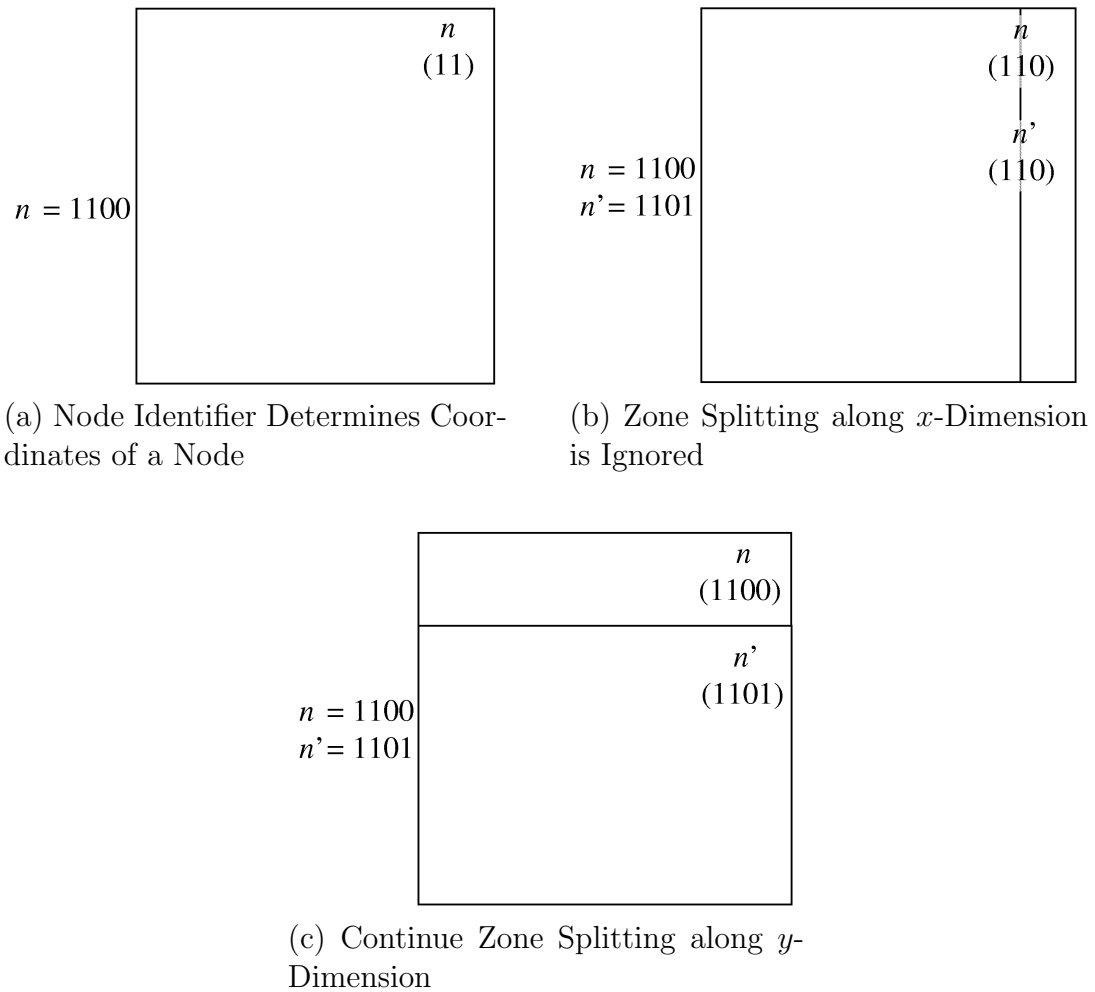 n
(11)
n = 1100
(a) Node Identifier Determines Coor-
dinates of a Node
n
(110)
n'
(110)
n = 1100
n' = 1101
(b) Zone Splitting along x-Dimension
is Ignored
n
(1100)
n'
(1101)
n = 1100
n' = 1101
(c) Continue Zone Splitting along y-
Dimension